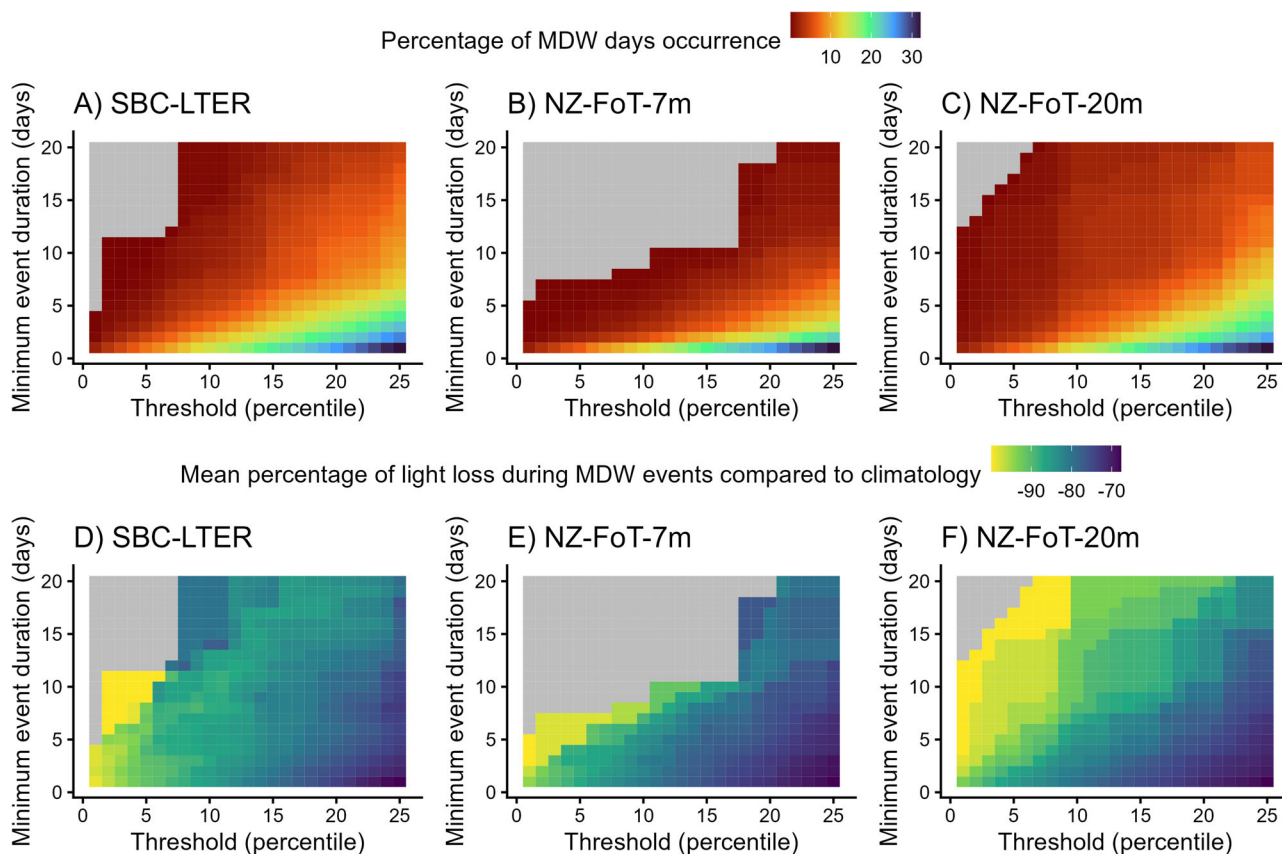 Percentage of MDW days occurrence
10 20 30
A) SBC-LTER
B) NZ-FoT-7m
C) NZ-FoT-20m
Minimum event duration (days)
20
15
10
5
0
0 5 10 15 20 25
Threshold (percentile)
Minimum event duration (days)
20
15
10
5
0
0 5 10 15 20 25
Threshold (percentile)
Minimum event duration (days)
20
15
10
5
0
0 5 10 15 20 25
Threshold (percentile)
Mean percentage of light loss during MDW events compared to climatology
-90 -80 -70
D) SBC-LTER
E) NZ-FoT-7m
F) NZ-FoT-20m
Minimum event duration (days)
20
15
10
5
0
0 5 10 15 20 25
Threshold (percentile)
Minimum event duration (days)
20
15
10
5
0
0 5 10 15 20 25
Threshold (percentile)
Minimum event duration (days)
20
15
10
5
0
0 5 10 15 20 25
Threshold (percentile)